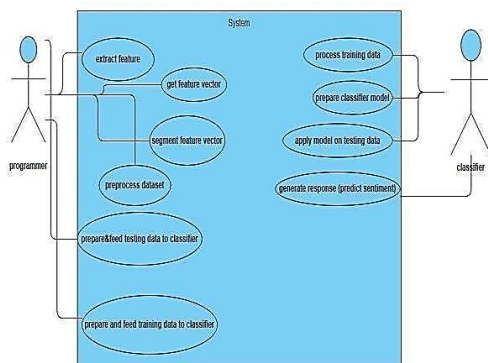 System
extract feature
get feature vector
segment feature vector
preprocess dataset
prepare&feed testing data to classifier
prepare and feed training data to classifier
programmer
process training data
prepare classifier model
apply model on testing data
generate response (predict sentiment)
classifier